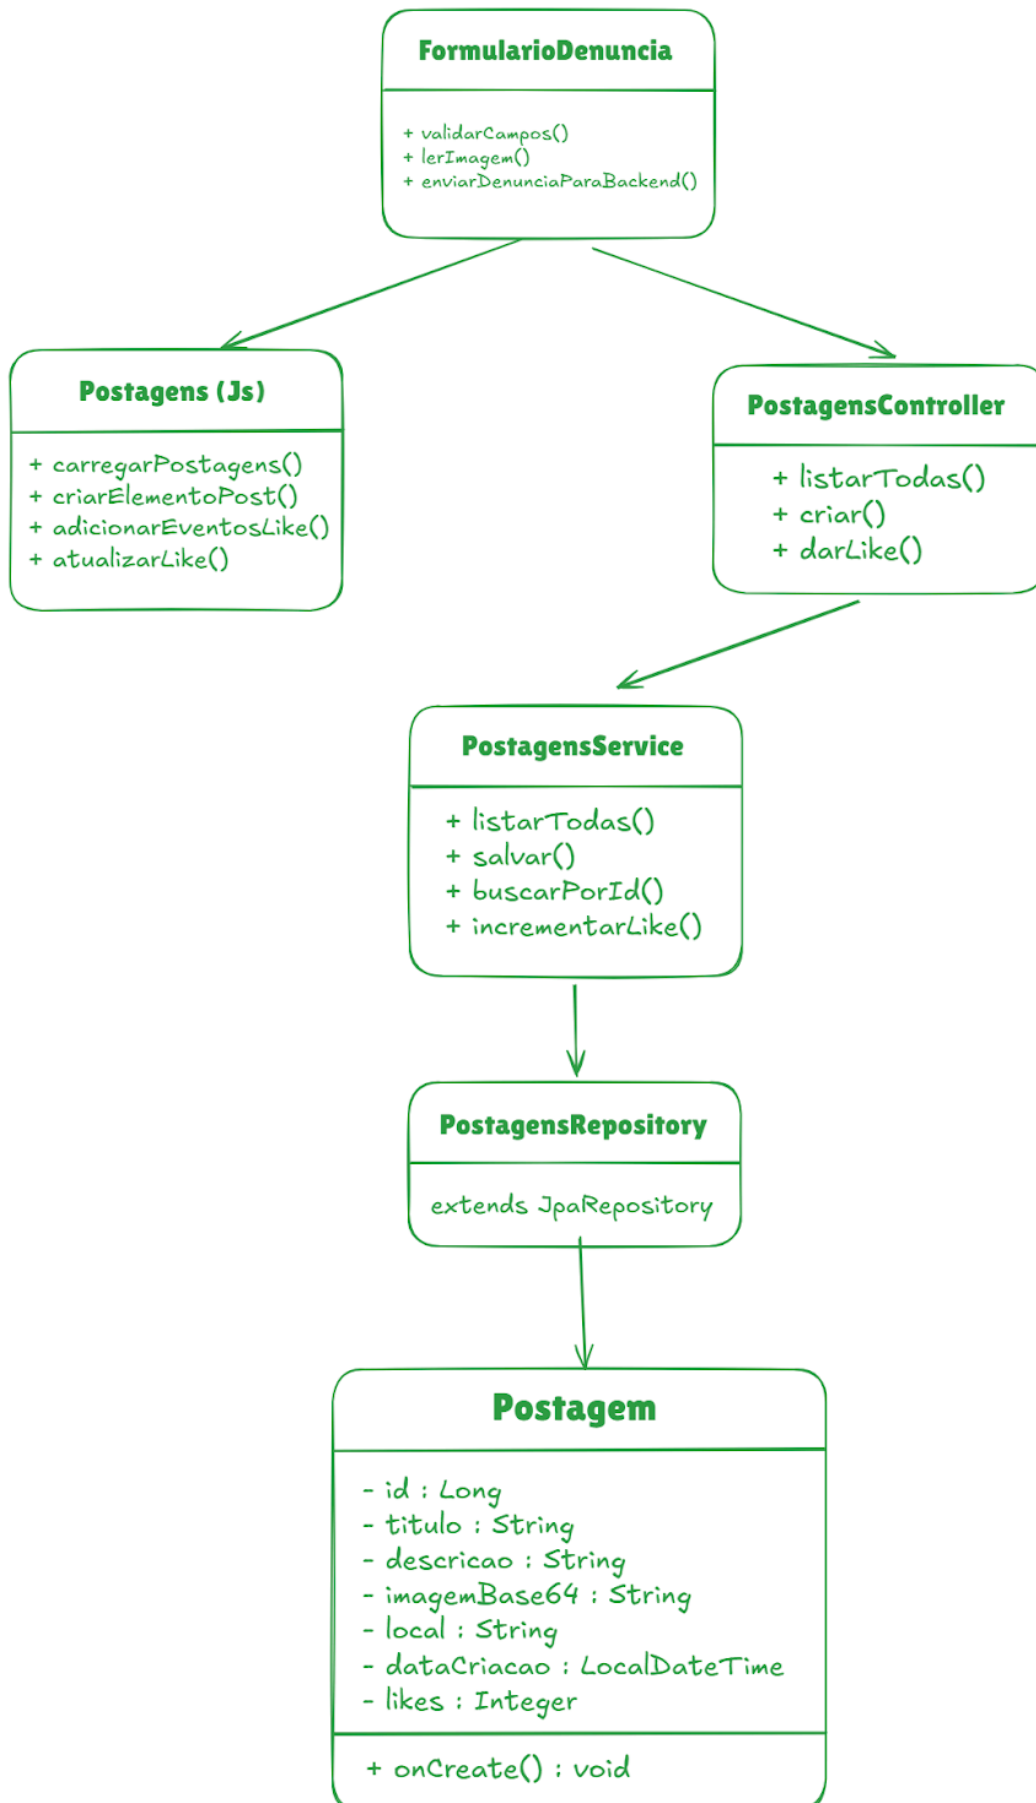 FormularioDenuncia
+ validarCampos()
+ lerImagem()
+ enviarDenunciaParaBackend()
Postagens (Js)
+ carregarPostagens()
+ criarElementoPost()
+ adicionarEventosLike()
+ atualizarLike()
PostagensController
+ listarTodas()
+ criar()
+ darLike()
PostagensService
+ listarTodas()
+ salvar()
+ buscarPorId()
+ incrementarLike()
PostagensRepository
extends JpaRepository
Postagem
- id : Long
- titulo : String
- descricao : String
- imagemBase64 : String
- local : String
- dataCriacao : LocalDateTime
- likes : Integer
+ onCreate() : void